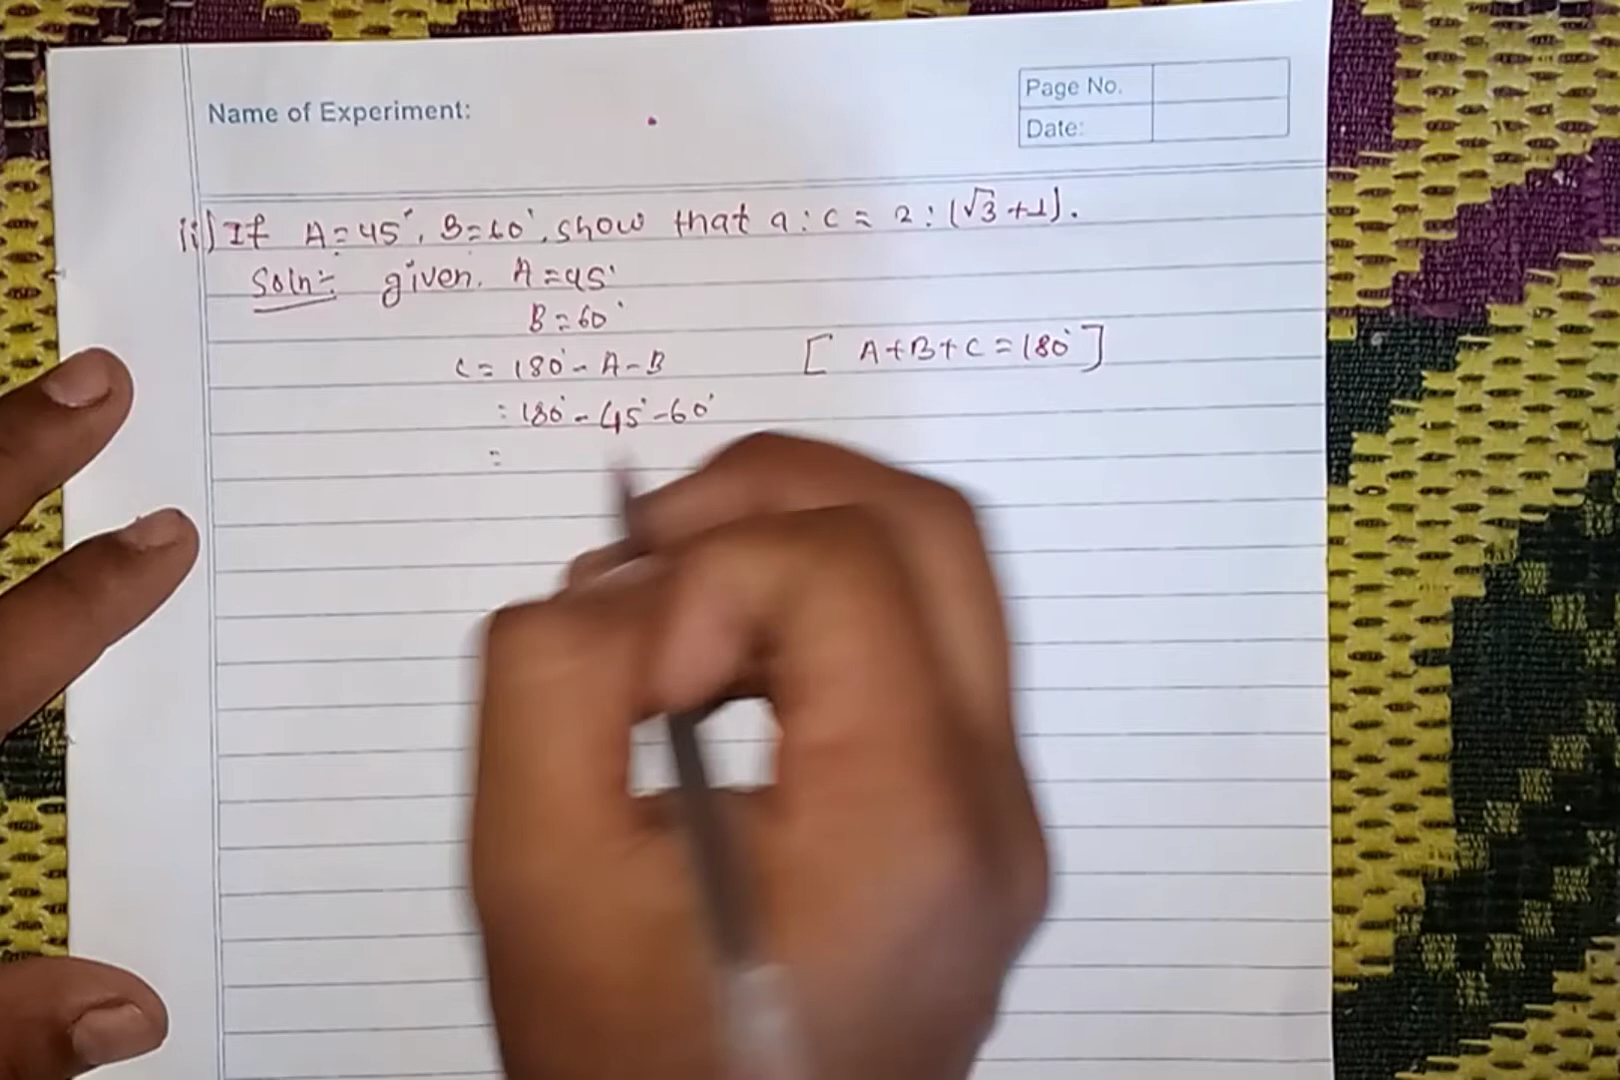 Name of Experiment:
Page No.
Date:
ii) If A=45°, B=60°, show that a:c = 2:(√3+1).
Soln:- given, A=45°
B=60°
C = 180° - A - B [ A+B+C = 180° ]
= 180° - 45° - 60°
=